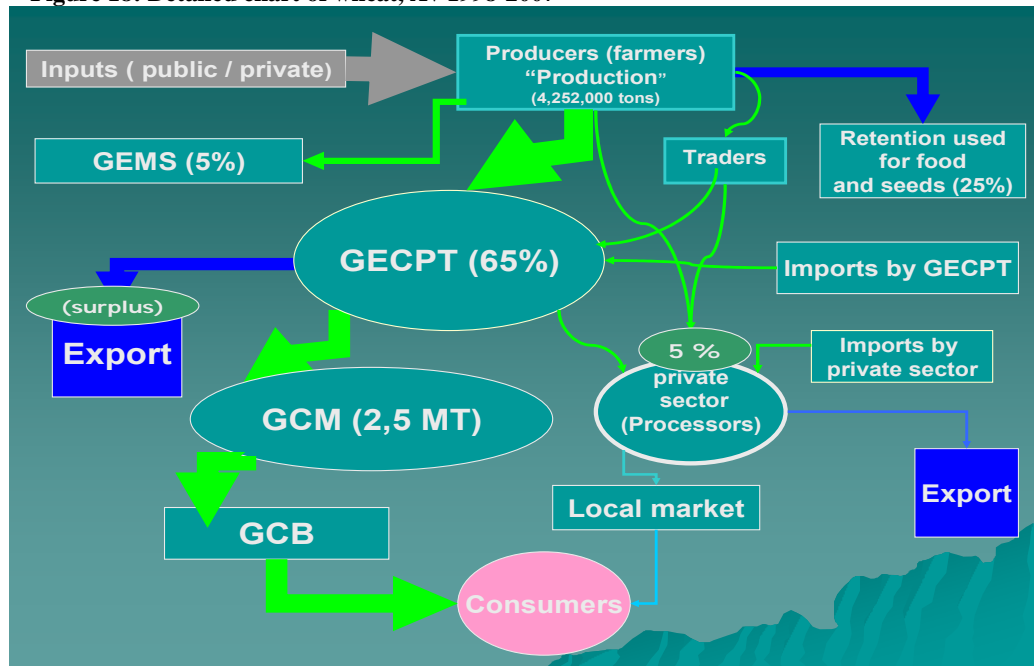 Inputs ( public / private)
Producers (farmers)
“Production”
(4,252,000 tons)
GEMS (5%)
Traders
Retention used
for food
and seeds (25%)
GECPT (65%)
Imports by GECPT
(surplus)
Export
5 %
private
sector
(Processors)
Imports by
private sector
GCM (2,5 MT)
Export
Local market
GCB
Consumers